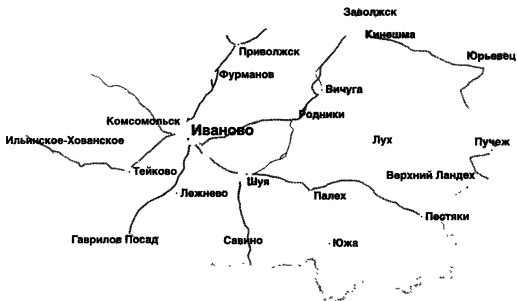 Заволжск
Кинешма
Приволжск
Юрьевец
Фурманов
Вичуга
Комсомольск
Родники
Иваново
Ильинское-Хованское
Лух
Пучеж
Тейково
Шуя
Верхний Ландех
Лежнево
Палех
Пестяки
Гаврилов Посад
Савино
Южа